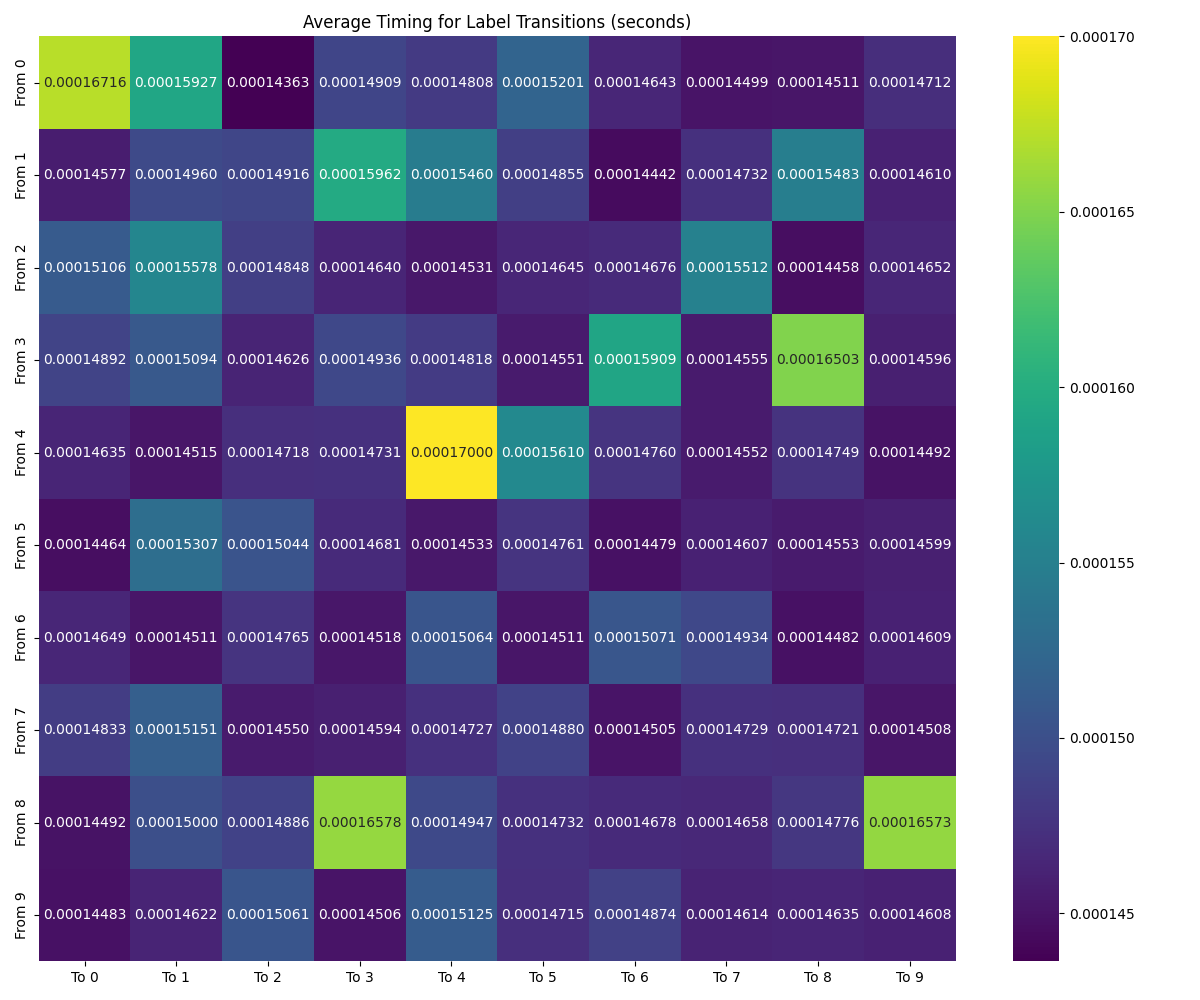 Average Timing for Label Transitions (seconds)
From 0 0.00016716 0.00015927 0.00014363 0.00014909 0.00014808 0.00015201 0.00014643 0.00014499 0.00014511 0.00014712
From 1 0.00014577 0.00014960 0.00014916 0.00015962 0.00015460 0.00014855 0.00014442 0.00014732 0.00015483 0.00014610
From 2 0.00015106 0.00015578 0.00014848 0.00014640 0.00014531 0.00014645 0.00014676 0.00015512 0.00014458 0.00014652
From 3 0.00014892 0.00015094 0.00014626 0.00014936 0.00014818 0.00014551 0.00015909 0.00014555 0.00016503 0.00014596
From 4 0.00014635 0.00014515 0.00014718 0.00014731 0.00017000 0.00015610 0.00014760 0.00014552 0.00014749 0.00014492
From 5 0.00014464 0.00015307 0.00015044 0.00014681 0.00014533 0.00014761 0.00014479 0.00014607 0.00014553 0.00014599
From 6 0.00014649 0.00014511 0.00014765 0.00014518 0.00015064 0.00014511 0.00015071 0.00014934 0.00014482 0.00014609
From 7 0.00014833 0.00015151 0.00014550 0.00014594 0.00014727 0.00014880 0.00014505 0.00014729 0.00014721 0.00014508
From 8 0.00014492 0.00015000 0.00014886 0.00016578 0.00014947 0.00014732 0.00014678 0.00014658 0.00014776 0.00016573
From 9 0.00014483 0.00014622 0.00015061 0.00014506 0.00015125 0.00014715 0.00014874 0.00014614 0.00014635 0.00014608
To 0 To 1 To 2 To 3 To 4 To 5 To 6 To 7 To 8 To 9
0.000170
0.000165
0.000160
0.000155
0.000150
0.000145